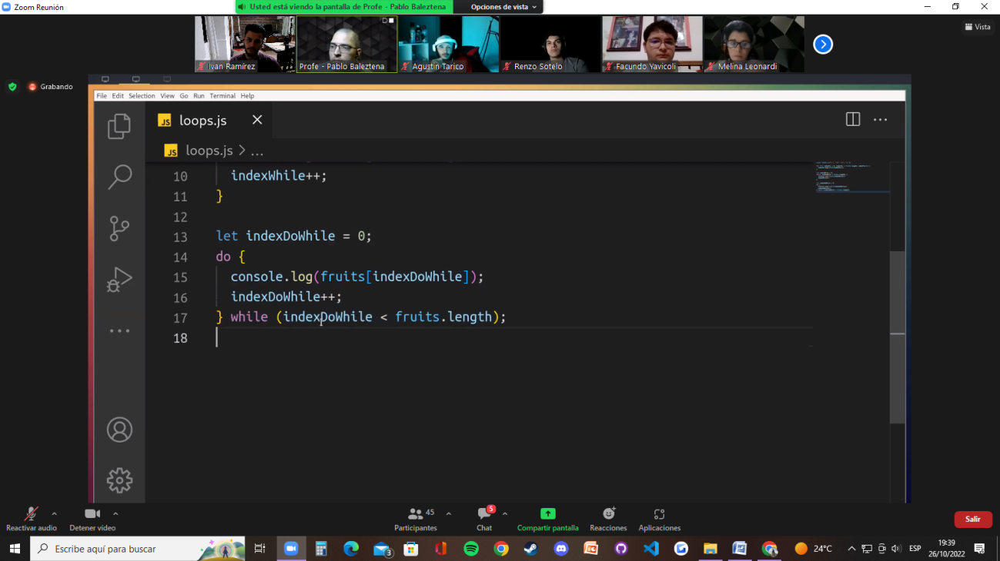 Zoom Reunión
Usted está viendo la pantalla de Profe - Pablo Baleztena
Opciones de vista
Vista
Ivan Ramírez
Profe - Pablo Baleztena
Agustin Tarico
Renzo Sotelo
Facundo Yavicoli
Melina Leonardi
Grabando
File Edit Selection View Go Run Terminal Help
JS loops.js
JS loops.js > ...
10 indexWhile++;
11 }
12
13 let indexDoWhile = 0;
14 do {
15 console.log(fruits[indexDoWhile]);
16 indexDoWhile++;
17 } while (indexDoWhile < fruits.length);
18
45
5
Reactivar audio
Detener vídeo
Participantes
Chat
Compartir pantalla
Reacciones
Aplicaciones
Salir
Escribe aquí para buscar
3
24°C
ESP
19:39
26/10/2022